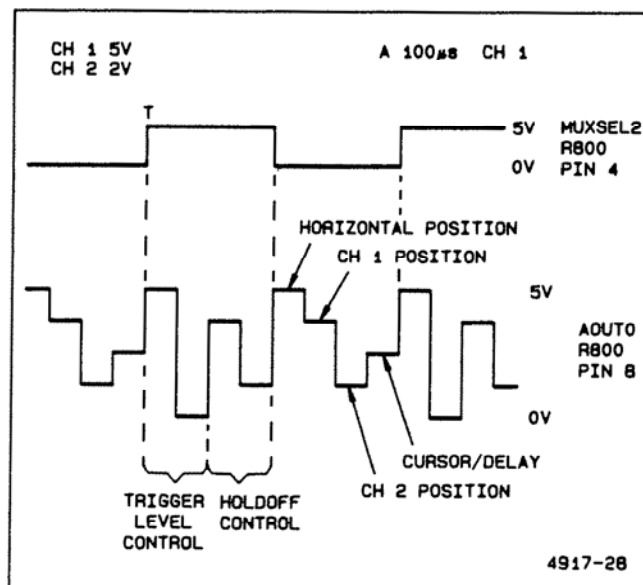 CH 1 5V
CH 2 2V
A 100µs CH 1
T
5V
0V
MUXSEL2
R800
PIN 4
HORIZONTAL POSITION
CH 1 POSITION
5V
0V
AOUTO
R800
PIN 8
CURSOR/DELAY
CH 2 POSITION
TRIGGER
LEVEL
CONTROL
HOLDOFF
CONTROL
4917-28